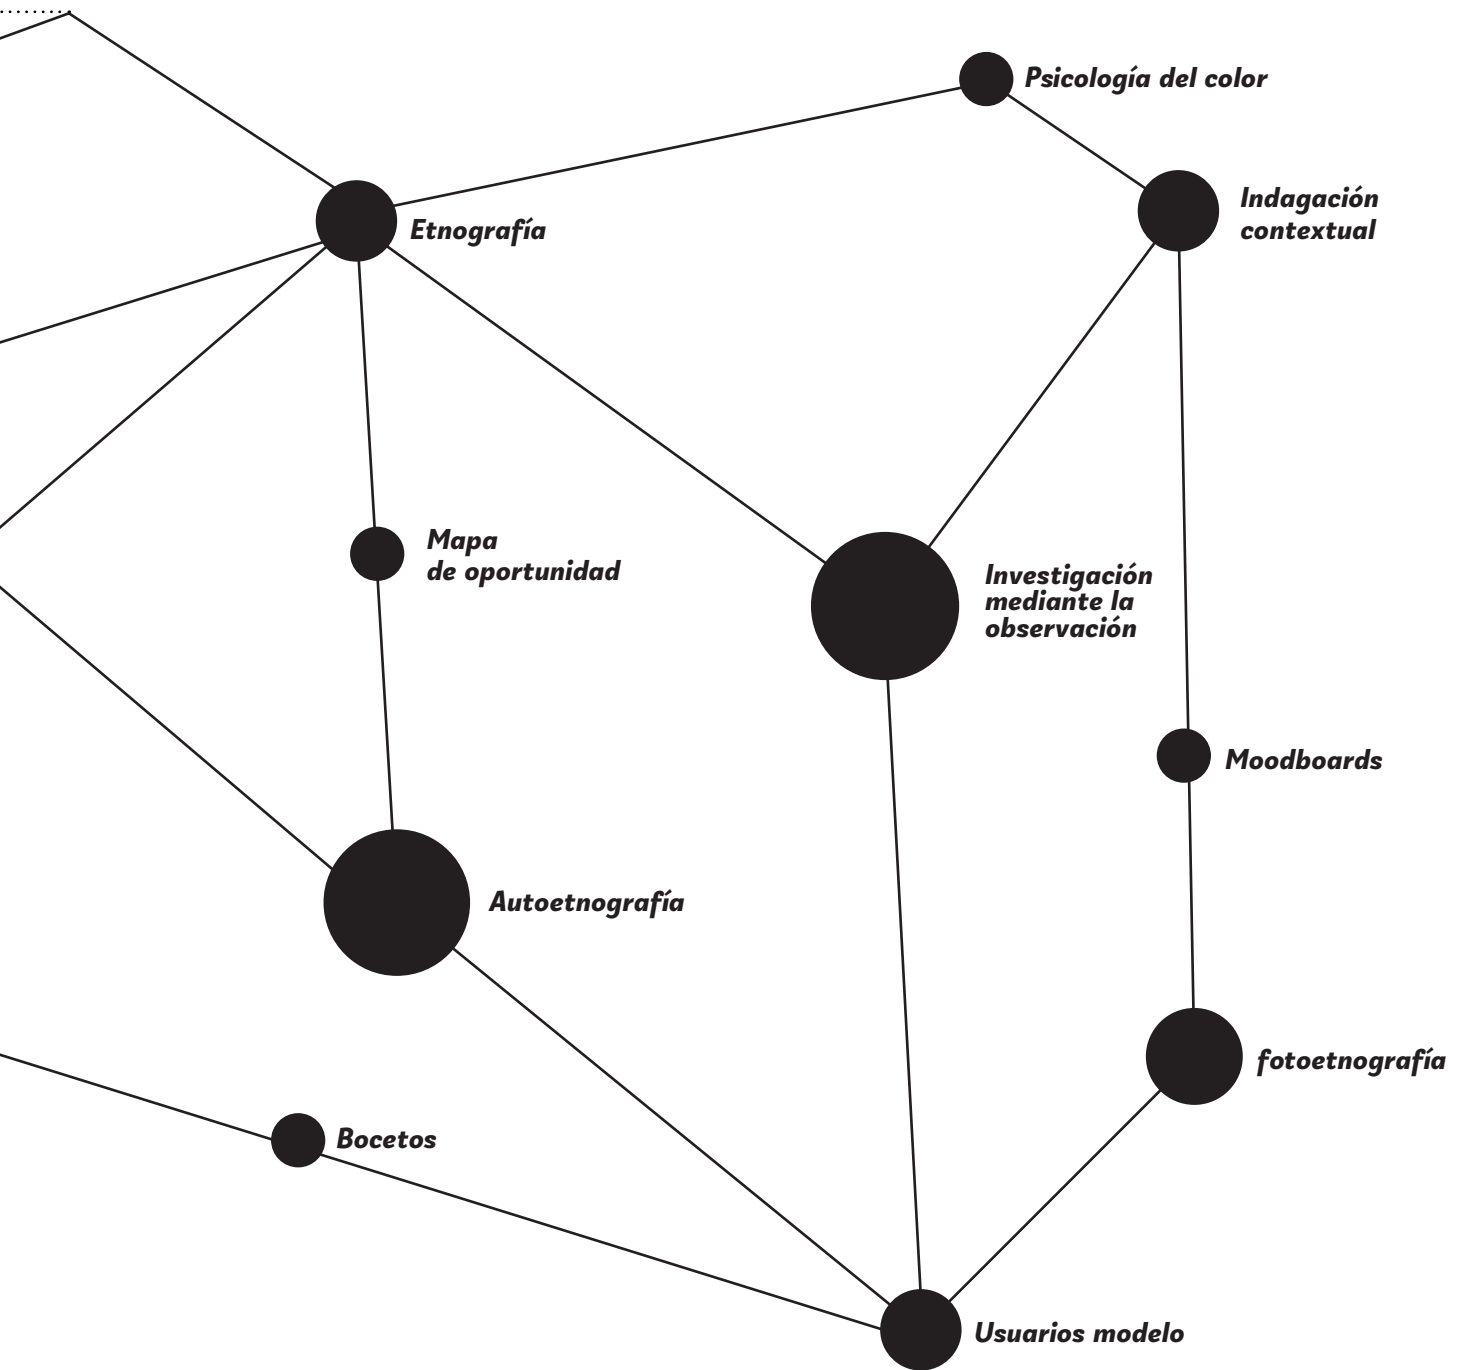 Psicología del color
Indagación
contextual
Etnografía
Mapa
de oportunidad
Investigación
mediante la
observación
Moodboards
Autoetnografía
fotoetnografía
Bocetos
Usuarios modelo